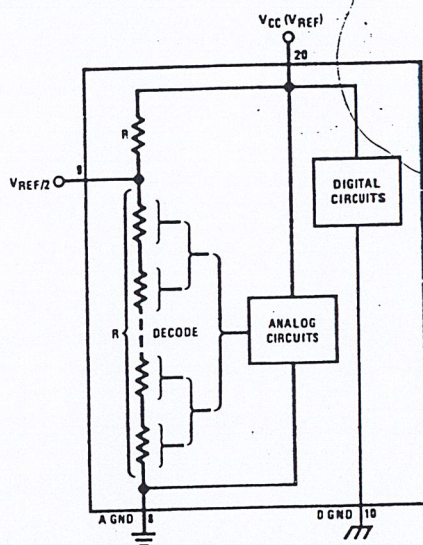 VCC (VREF)
20
R
9
VREF/2
DIGITAL
CIRCUITS
R
DECODE
ANALOG
CIRCUITS
A GND 8
D GND 10